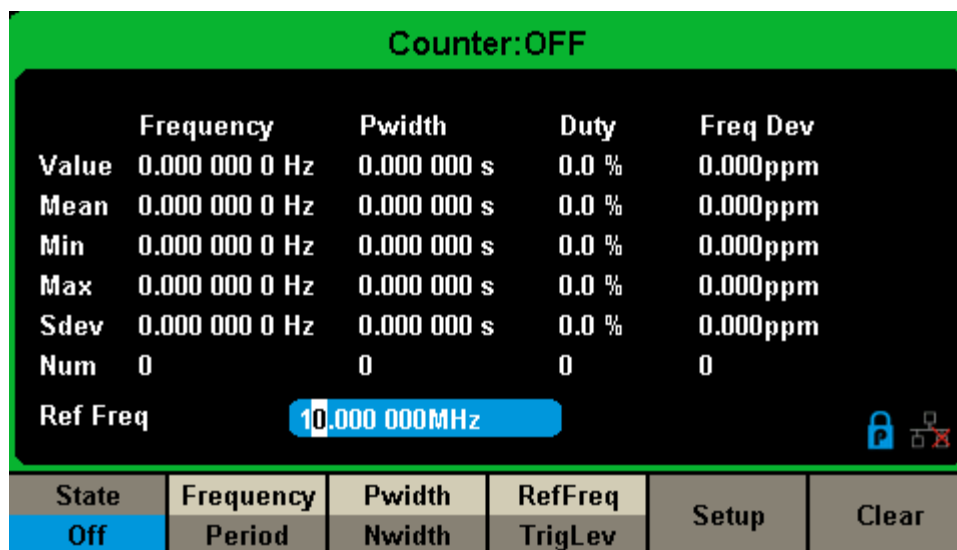 Counter:OFF
Frequency Pwidth Duty Freq Dev
Value 0.000 000 0 Hz 0.000 000 s 0.0 % 0.000ppm
Mean 0.000 000 0 Hz 0.000 000 s 0.0 % 0.000ppm
Min 0.000 000 0 Hz 0.000 000 s 0.0 % 0.000ppm
Max 0.000 000 0 Hz 0.000 000 s 0.0 % 0.000ppm
Sdev 0.000 000 0 Hz 0.000 000 s 0.0 % 0.000ppm
Num 0 0 0 0
Ref Freq 10.000 000MHz
P
State Frequency Pwidth RefFreq Setup Clear
Off Period Nwidth TrigLev